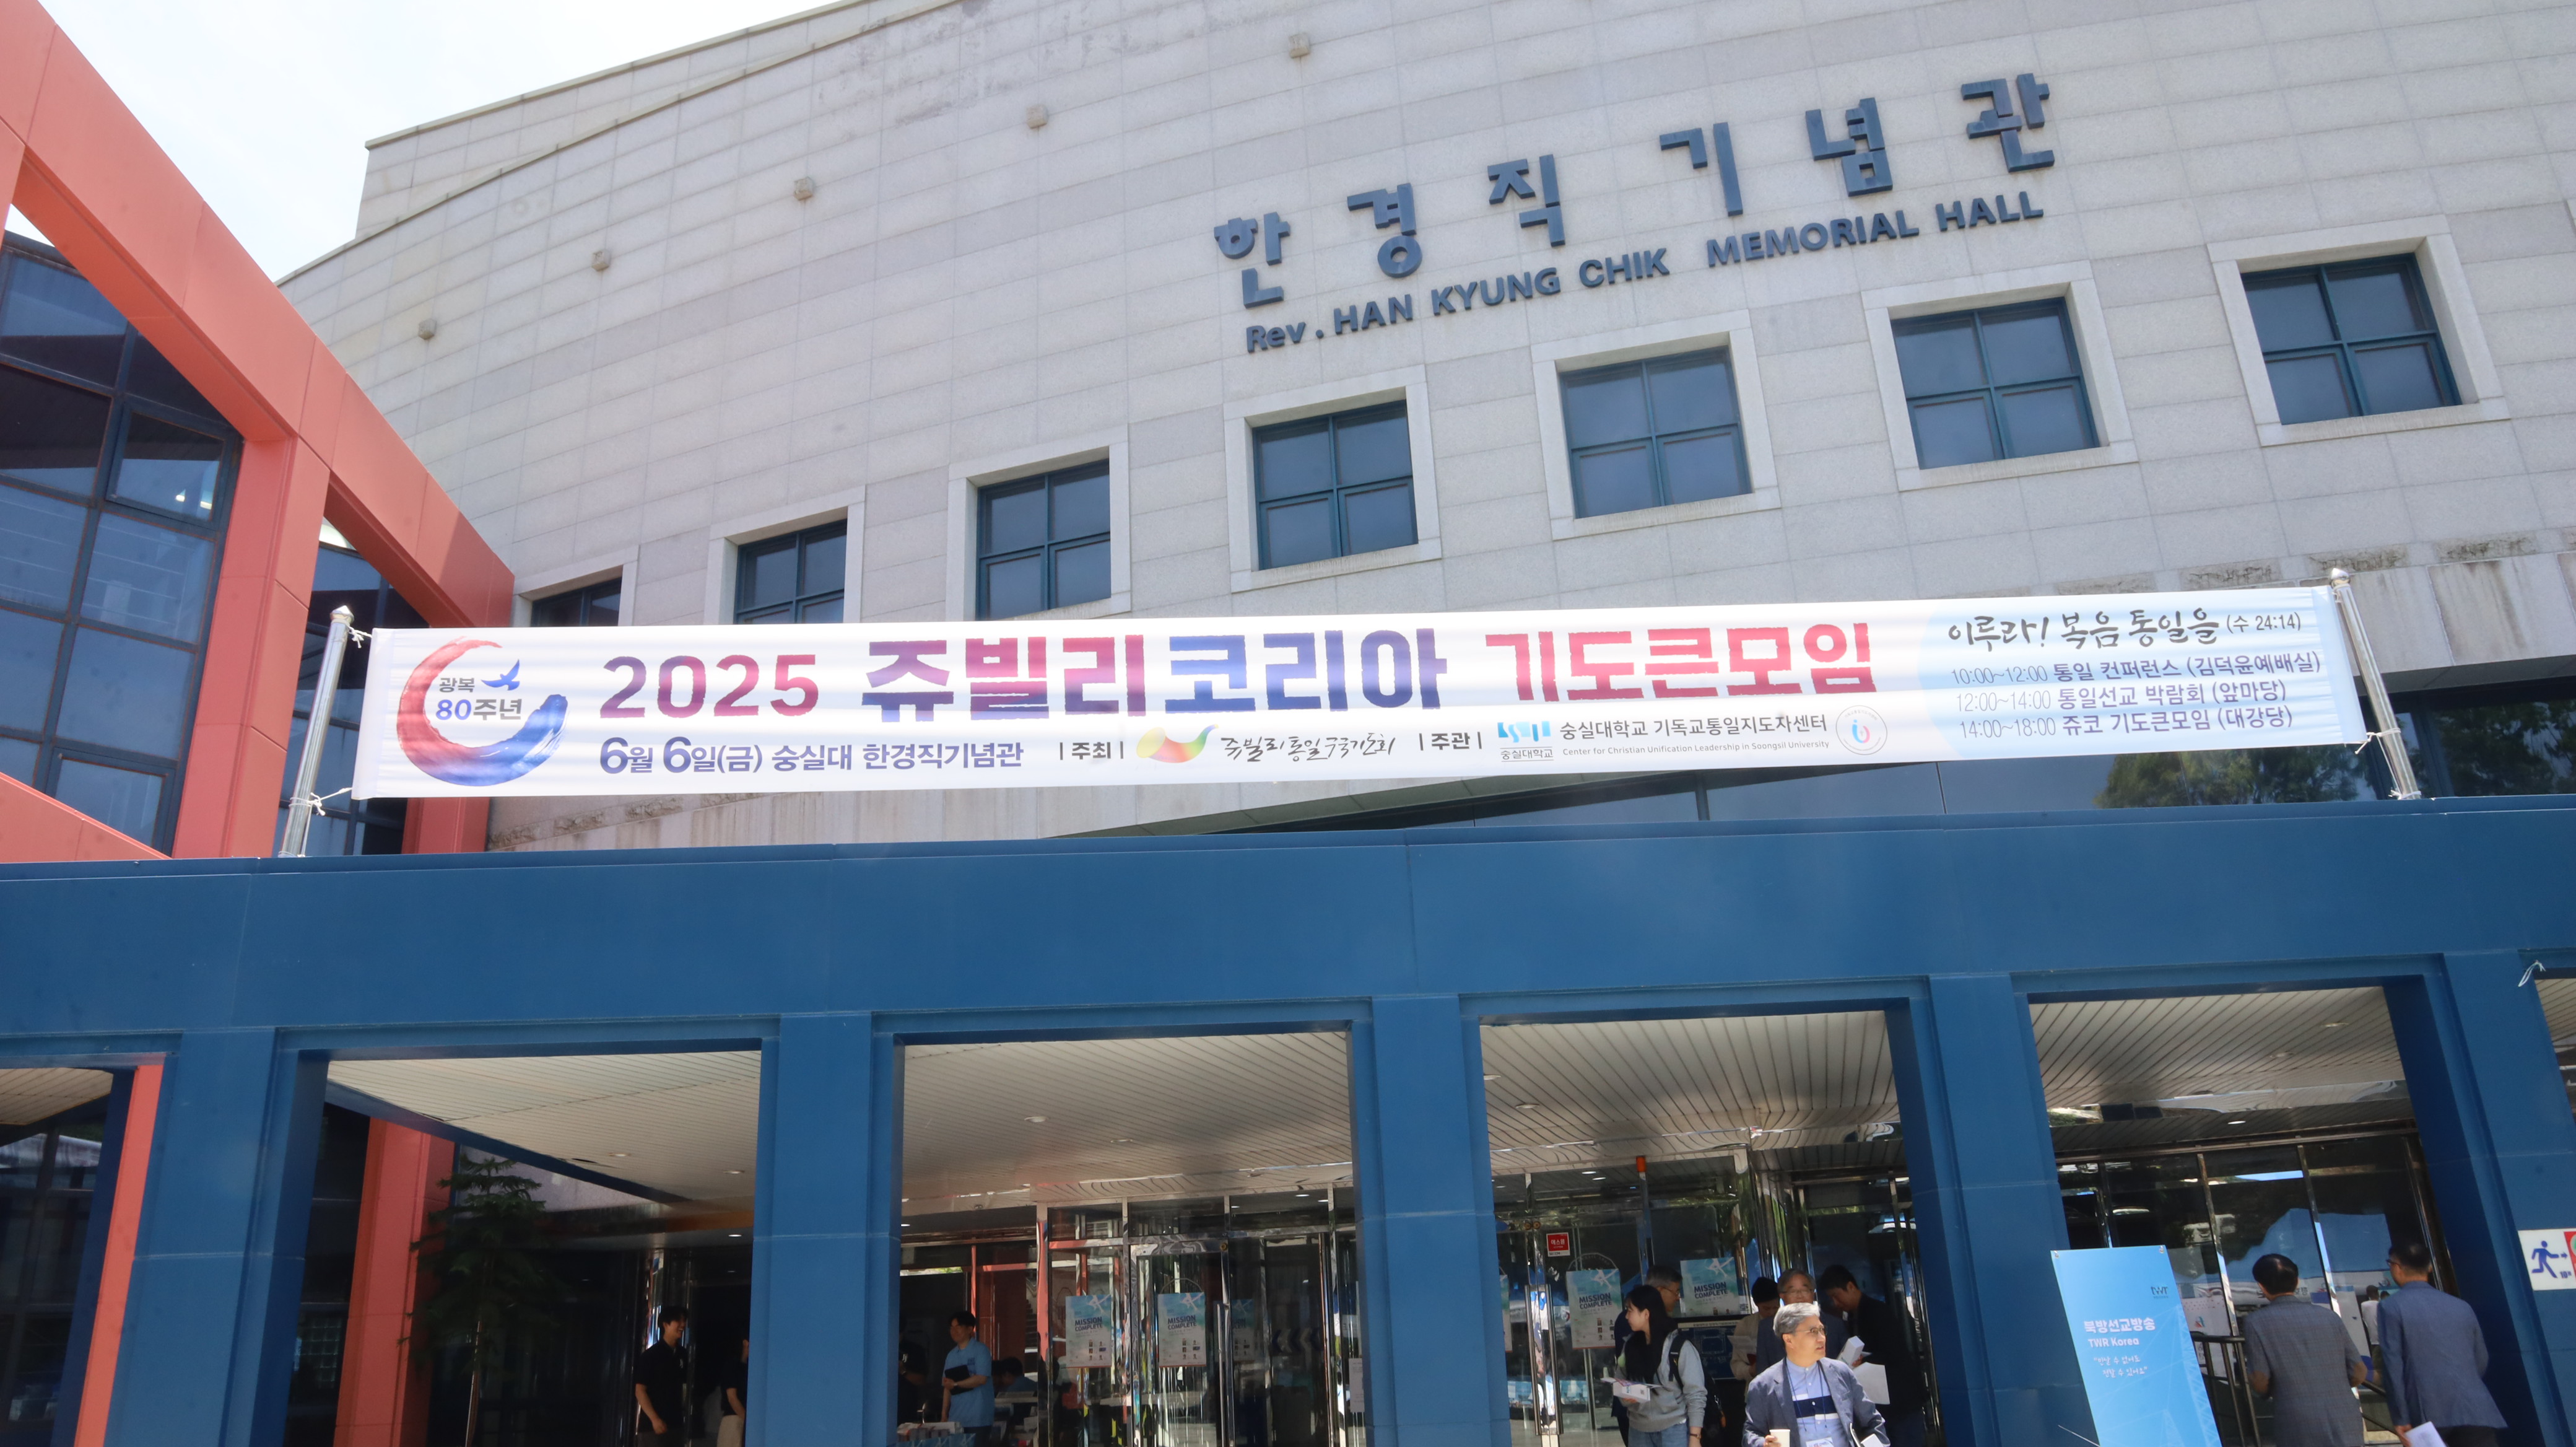 한경직기념관
Rev. HAN KYUNG CHIK MEMORIAL HALL
광복
80주년
2025 쥬빌리코리아 기도큰모임
6월 6일(금) 숭실대 한경직기념관
|주최| 쥬빌리통일구국기도회 |주관| 숭실대학교 숭실대학교 기독교통일지도자센터
Center for Christian Unification Leadership in Soongsil University
이루라! 복음 통일을 (수 24:14)
10:00~12:00 통일 컨퍼런스 (김덕윤예배실)
12:00~14:00 통일선교 박람회 (앞마당)
14:00~18:00 쥬코 기도큰모임 (대강당)
MISSION
COMPLETE
MISSION
COMPLETE
MISSION
COMPLETE
MISSION
COMPLETE
TWR
북방선교방송
TWR Korea